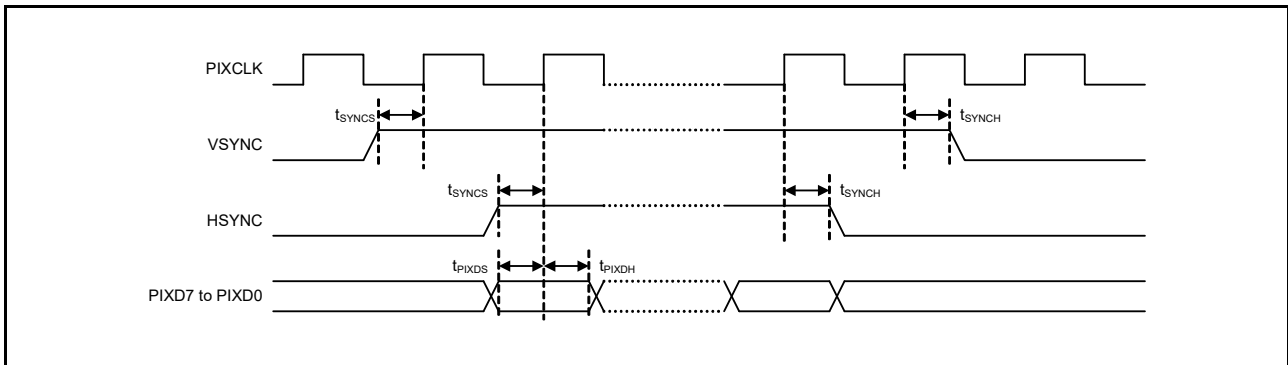 PIXCLK
tSYNCS tSYNCH
VSYNC
tSYNCS tSYNCH
HSYNC
tPIXDS tPIXDH
PIXD7 to PIXD0